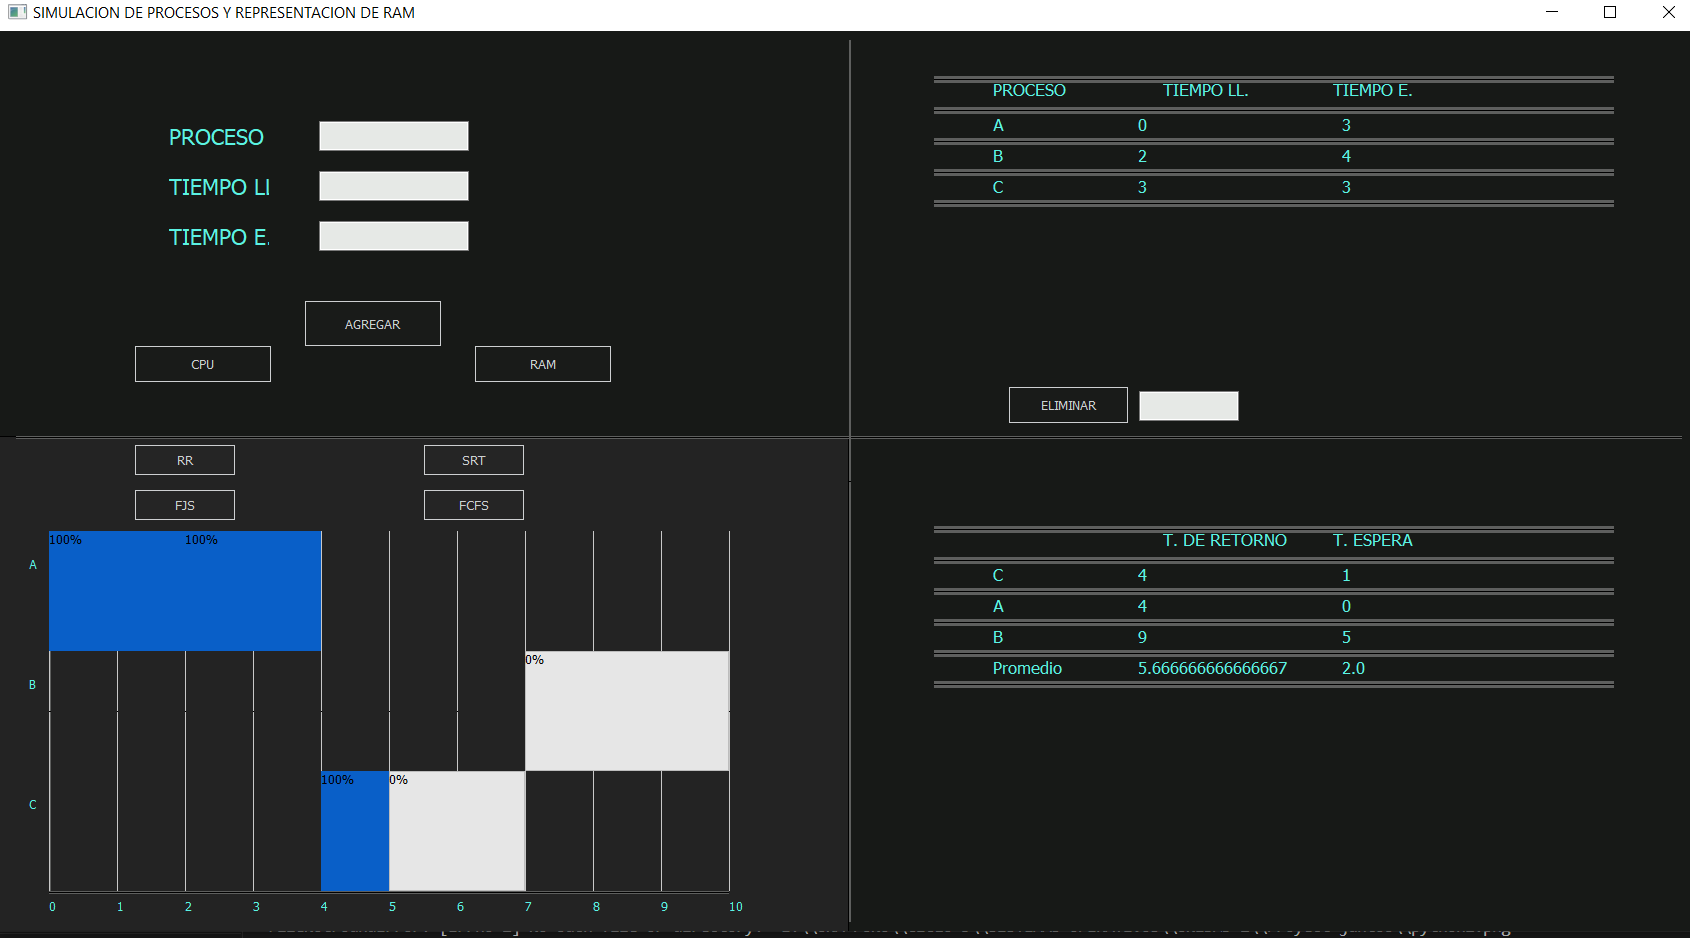 SIMULACION DE PROCESOS Y REPRESENTACION DE RAM
PROCESO
TIEMPO LL
TIEMPO E.
AGREGAR
CPU
RAM
PROCESO TIEMPO LL. TIEMPO E.
A 0 3
B 2 4
C 3 3
ELIMINAR
RR SRT
FJS FCFS
100% 100%
A
0%
B
100% 0%
C
0 1 2 3 4 5 6 7 8 9 10
T. DE RETORNO T. ESPERA
C 4 1
A 4 0
B 9 5
Promedio 5.666666666666667 2.0